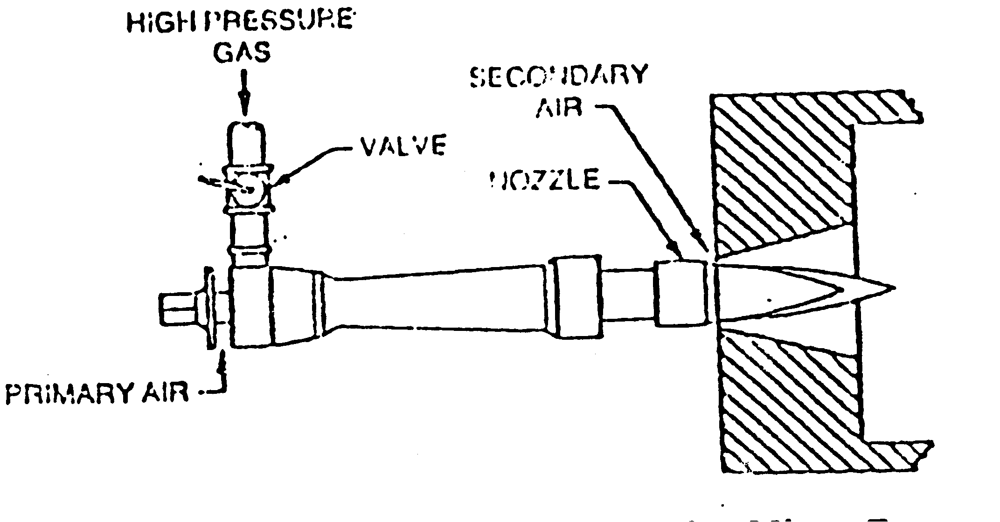 HIGH PRESSURE
GAS
SECONDARY
AIR
VALVE
NOZZLE
PRIMARY AIR